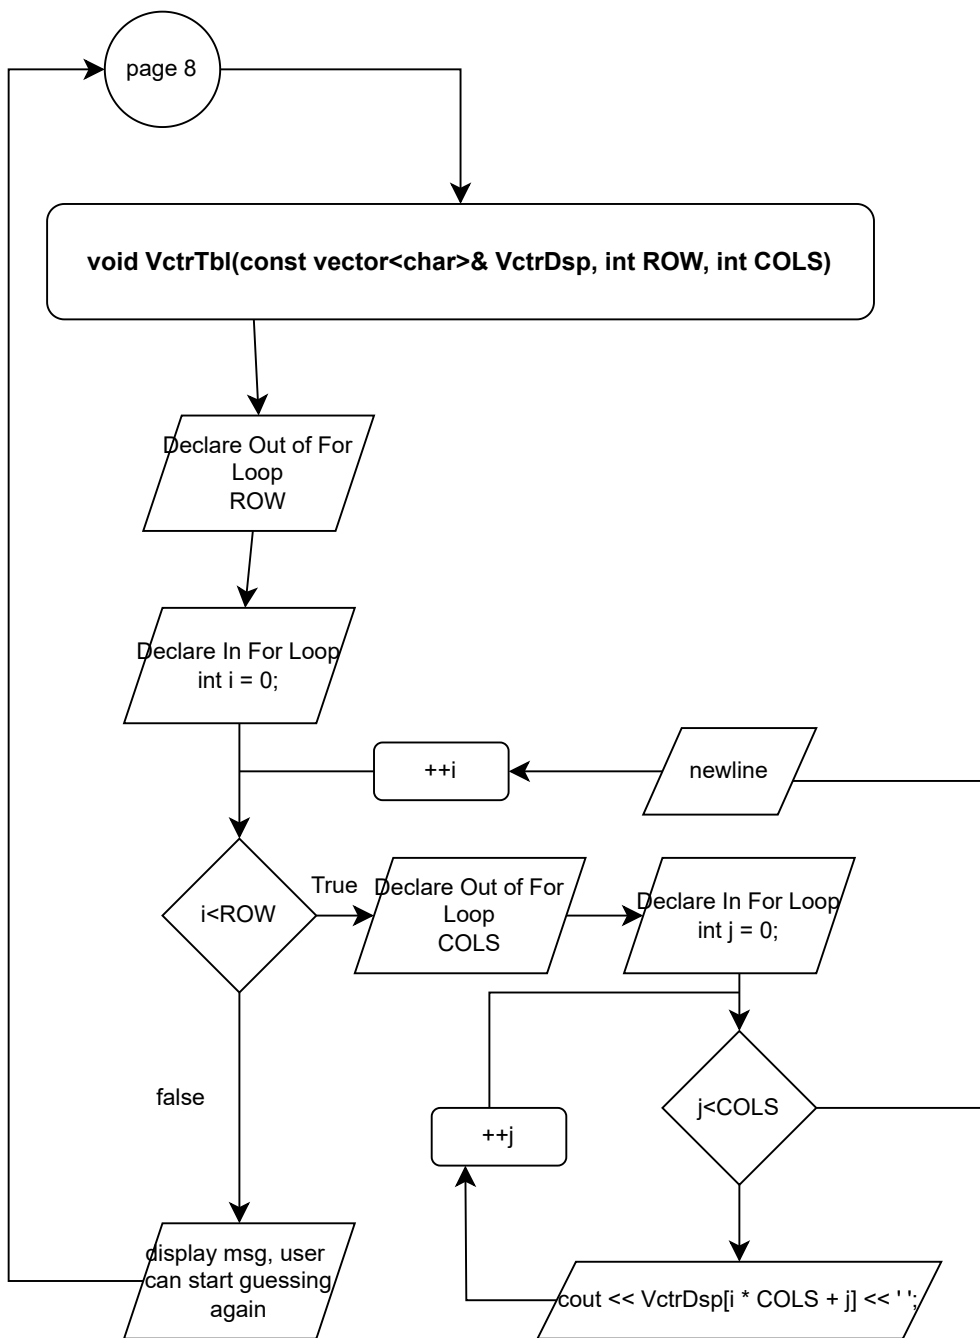 page 8
void VctrTbl(const vector<char>& VctrDsp, int ROW, int COLS)
Declare Out of For
Loop
ROW
Declare In For Loop
int i = 0;
++i
newline
i<ROW
True
Declare Out of For
Loop
COLS
Declare In For Loop
int j = 0;
false
++j
j<COLS
display msg, user
can start guessing
again
cout << VctrDsp[i * COLS + j] << ' ';